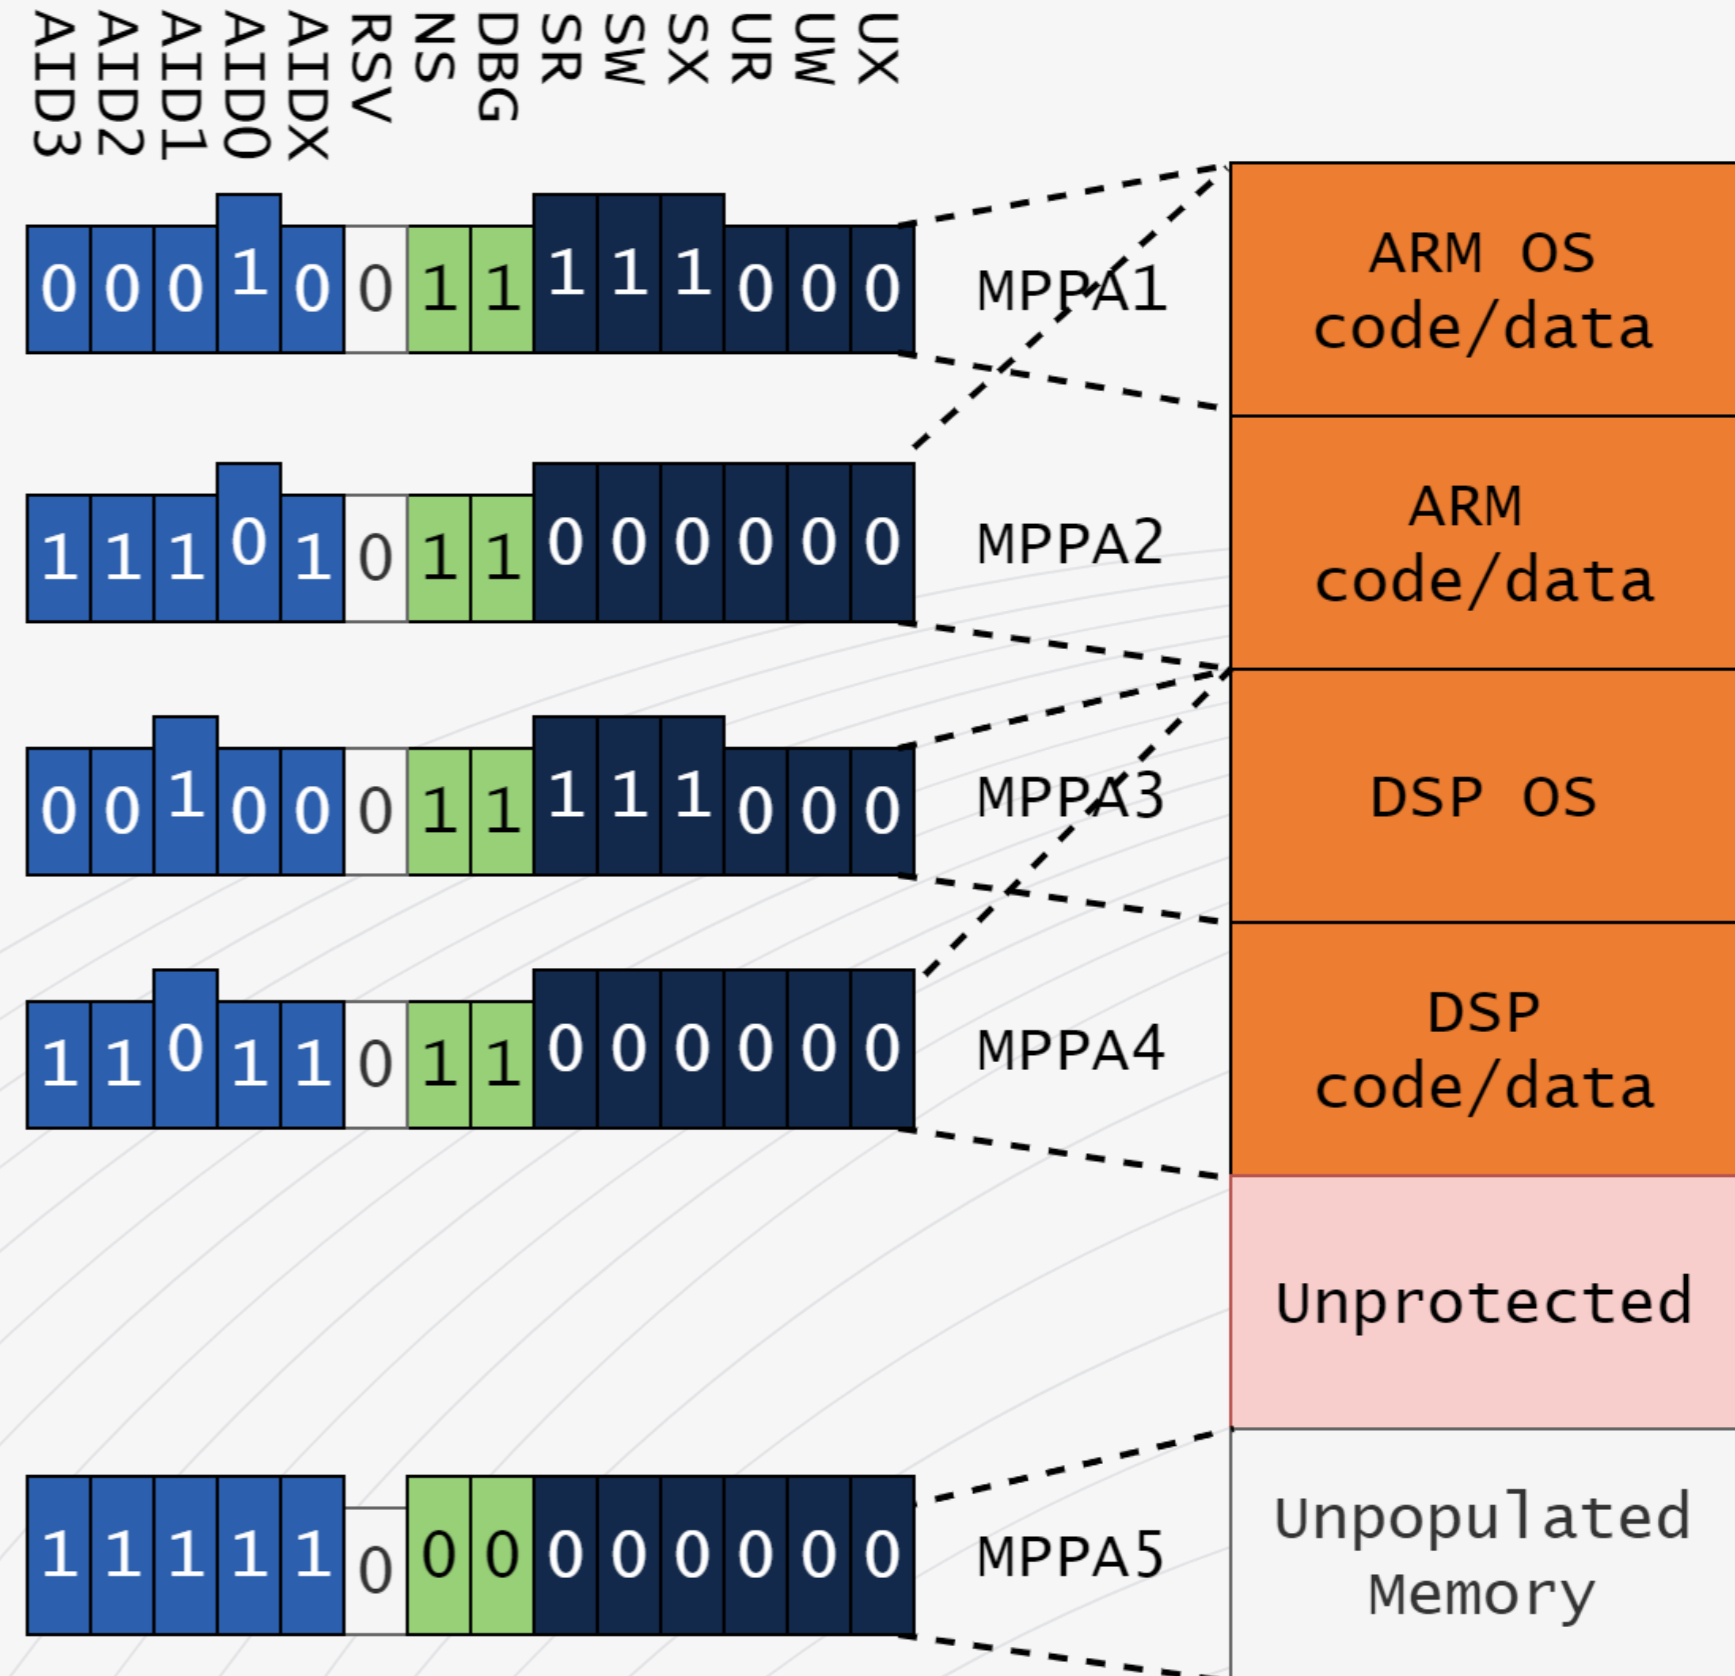 AID3 AID2 AID1 AID0 AIDX RSV NS DBG SR SW SX UR UW UX
0 0 0 1 0 0 1 1 1 1 1 0 0 0 MPPA1
ARM OS
code/data
1 1 1 0 1 0 1 1 0 0 0 0 0 0 MPPA2
ARM
code/data
0 0 1 0 0 0 1 1 1 1 1 0 0 0 MPPA3
DSP OS
1 1 0 1 1 0 1 1 0 0 0 0 0 0 MPPA4
DSP
code/data
Unprotected
1 1 1 1 1 0 0 0 0 0 0 0 0 0 MPPA5
Unpopulated
Memory